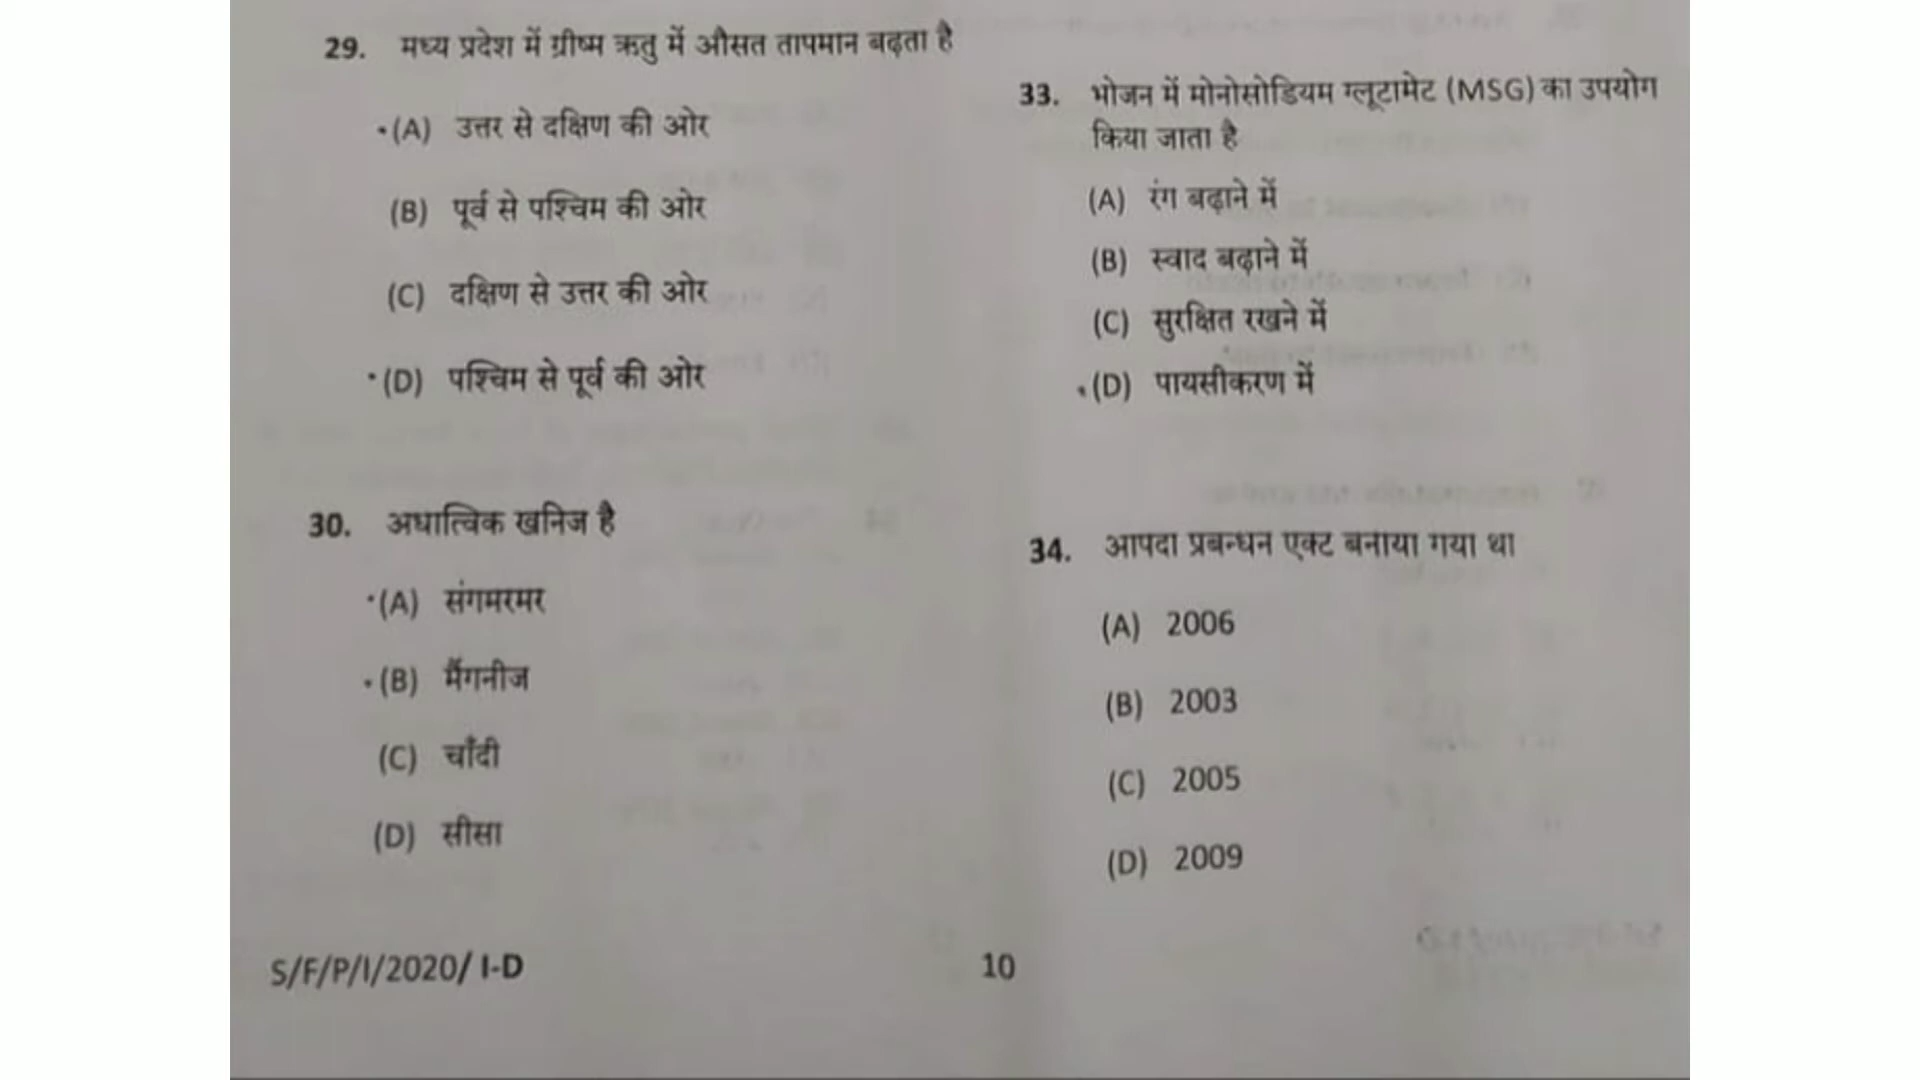 29. मध्य प्रदेश में ग्रीष्म ऋतु में औसत तापमान बढ़ता है
(A) उत्तर से दक्षिण की ओर
(B) पूर्व से पश्चिम की ओर
(C) दक्षिण से उत्तर की ओर
(D) पश्चिम से पूर्व की ओर
30. अधात्विक खनिज है
(A) संगमरमर
(B) मैंगनीज
(C) चाँदी
(D) सीसा
33. भोजन में मोनोसोडियम ग्लूटामेट (MSG) का उपयोग
किया जाता है
(A) रंग बढ़ाने में
(B) स्वाद बढ़ाने में
(C) सुरक्षित रखने में
(D) पायसीकरण में
34. आपदा प्रबन्धन एक्ट बनाया गया था
(A) 2006
(B) 2003
(C) 2005
(D) 2009
S/F/P/I/2020/ I-D
10